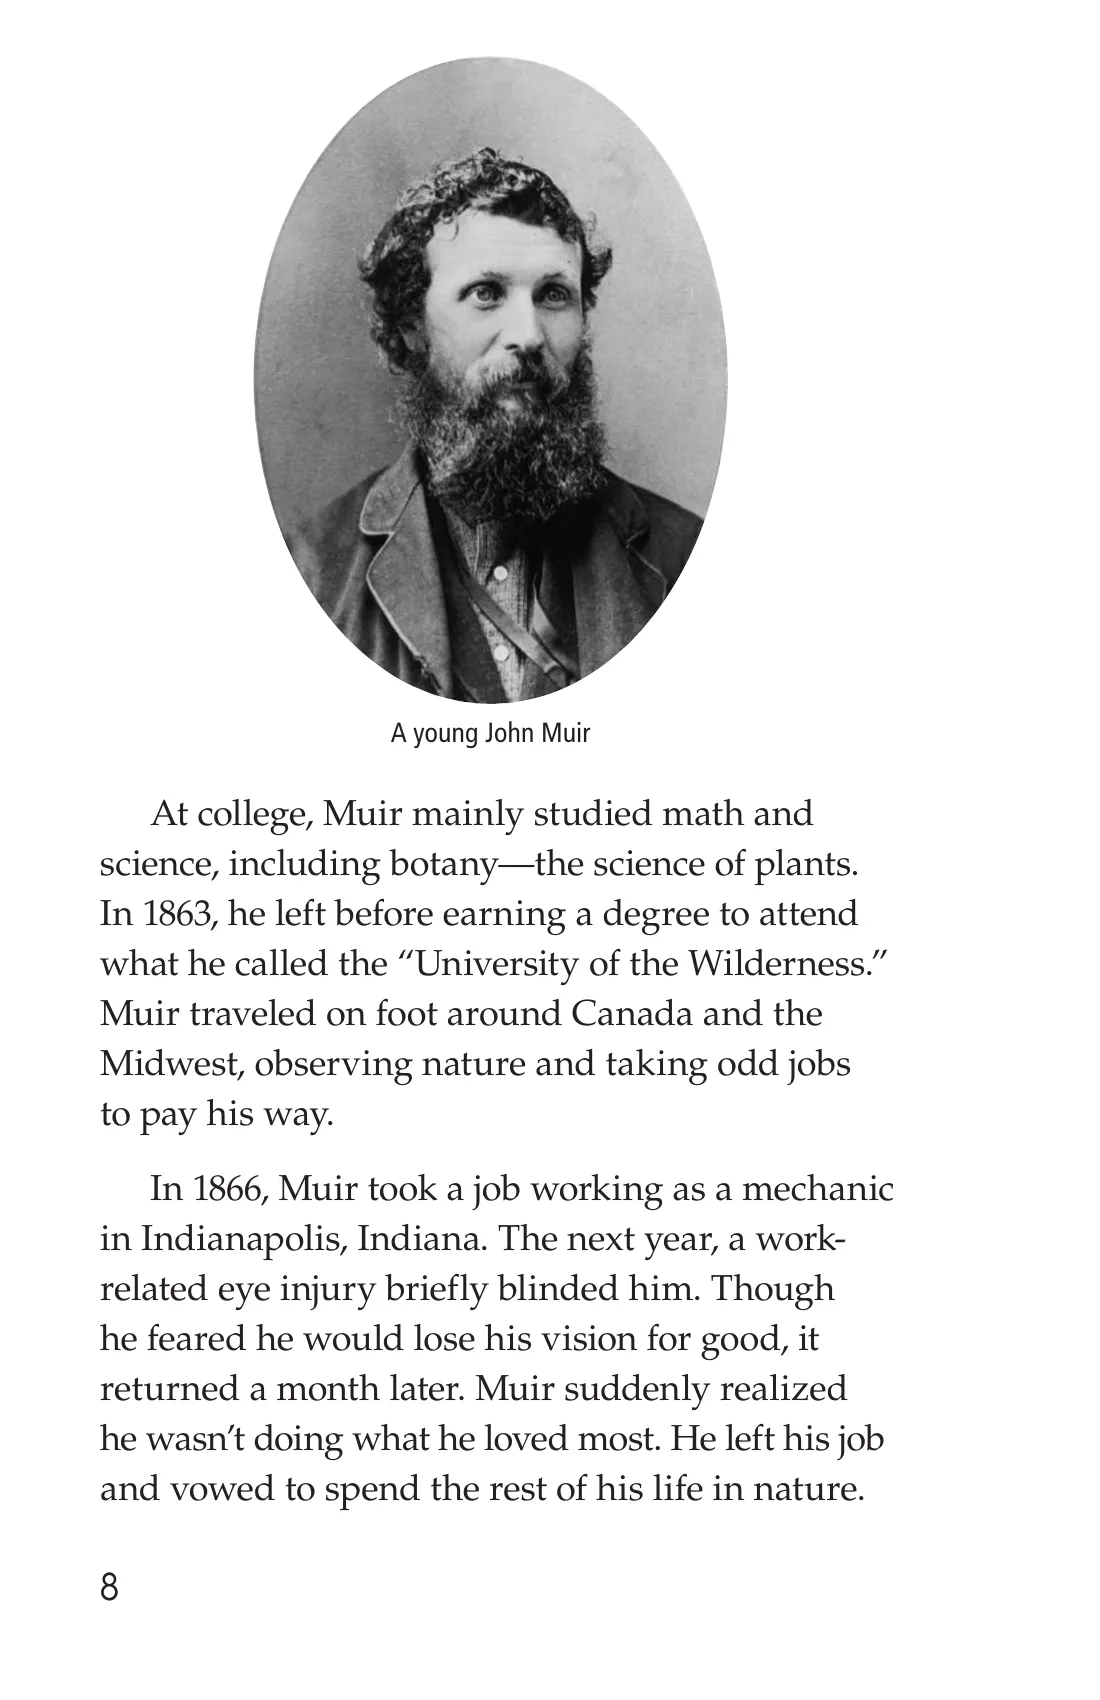 A young John Muir
At college, Muir mainly studied math and
science, including botany—the science of plants.
In 1863, he left before earning a degree to attend
what he called the “University of the Wilderness.”
Muir traveled on foot around Canada and the
Midwest, observing nature and taking odd jobs
to pay his way.
In 1866, Muir took a job working as a mechanic
in Indianapolis, Indiana. The next year, a work-
related eye injury briefly blinded him. Though
he feared he would lose his vision for good, it
returned a month later. Muir suddenly realized
he wasn’t doing what he loved most. He left his job
and vowed to spend the rest of his life in nature.
8